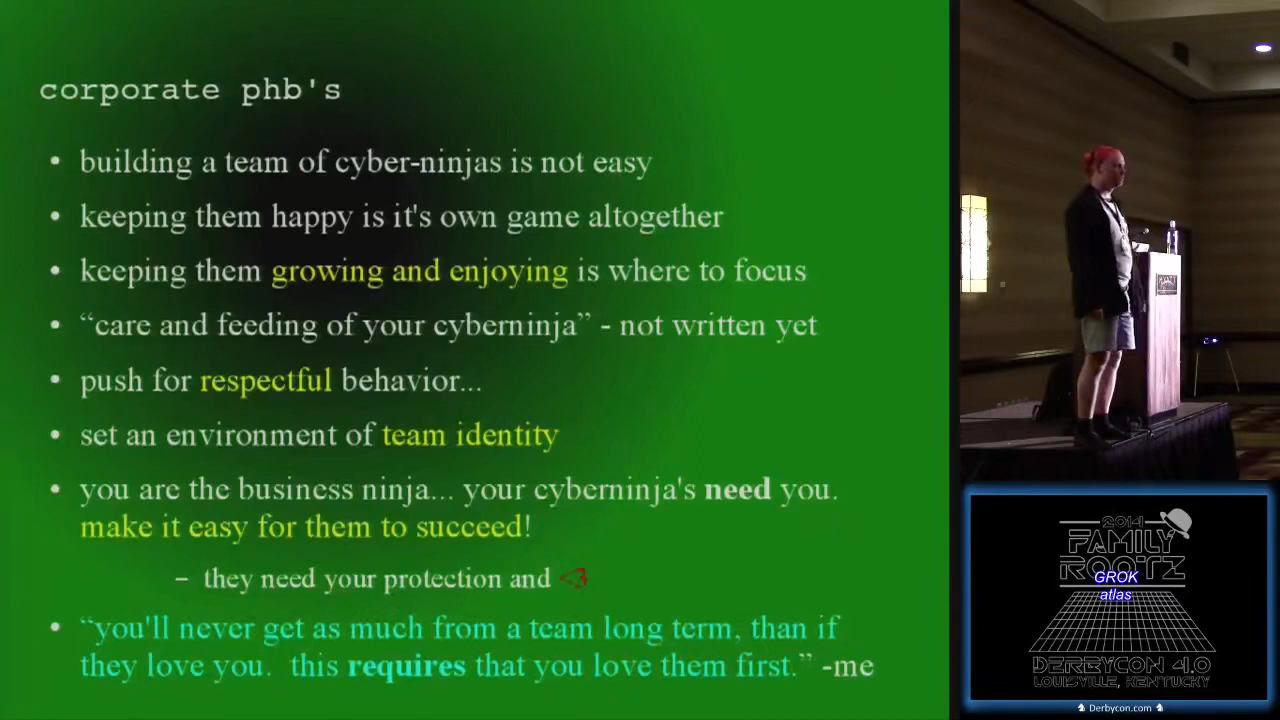 corporate phb's
• building a team of cyber-ninjas is not easy
• keeping them happy is it's own game altogether
• keeping them growing and enjoying is where to focus
• “care and feeding of your cyberninja” - not written yet
• push for respectful behavior...
• set an environment of team identity
• you are the business ninja... your cyberninja's need you.
make it easy for them to succeed!
– they need your protection and <3
• “you'll never get as much from a team long term, than if
they love you.  this requires that you love them first.” -me
2014
FAMILY
ROOTZ
GROK
atlas
DERBYCON 4.0
LOUISVILLE, KENTUCKY
Derbycon.com